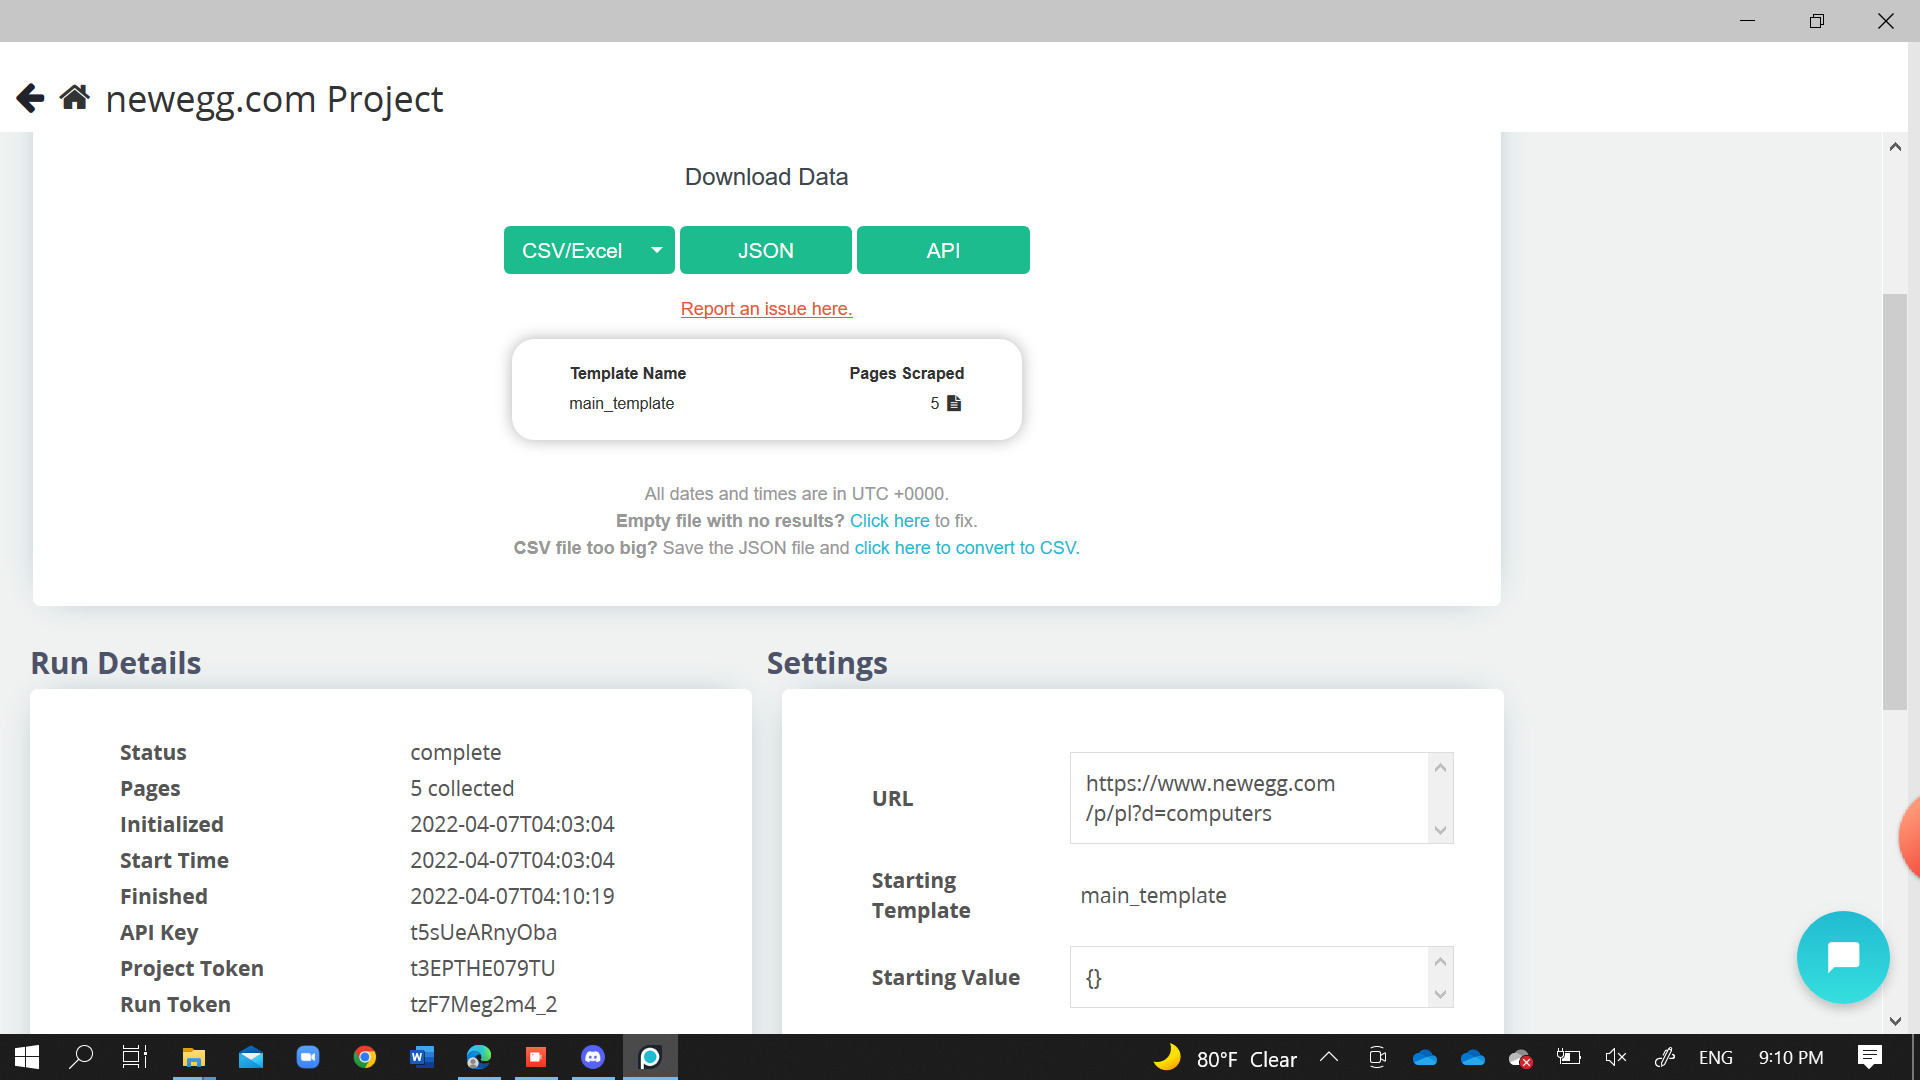 newegg.com Project
Download Data
CSV/Excel
JSON
API
Report an issue here.
Template Name Pages Scraped
main_template 5
All dates and times are in UTC +0000.
Empty file with no results? Click here to fix.
CSV file too big? Save the JSON file and click here to convert to CSV.
Run Details
Status complete
Pages 5 collected
Initialized 2022-04-07T04:03:04
Start Time 2022-04-07T04:03:04
Finished 2022-04-07T04:10:19
API Key t5sUeARnyOba
Project Token t3EPTHE079TU
Run Token tzF7Meg2m4_2
Settings
URL
https://www.newegg.com
/p/pl?d=computers
Starting
Template
main_template
Starting Value {}
80°F Clear
ENG
9:10 PM